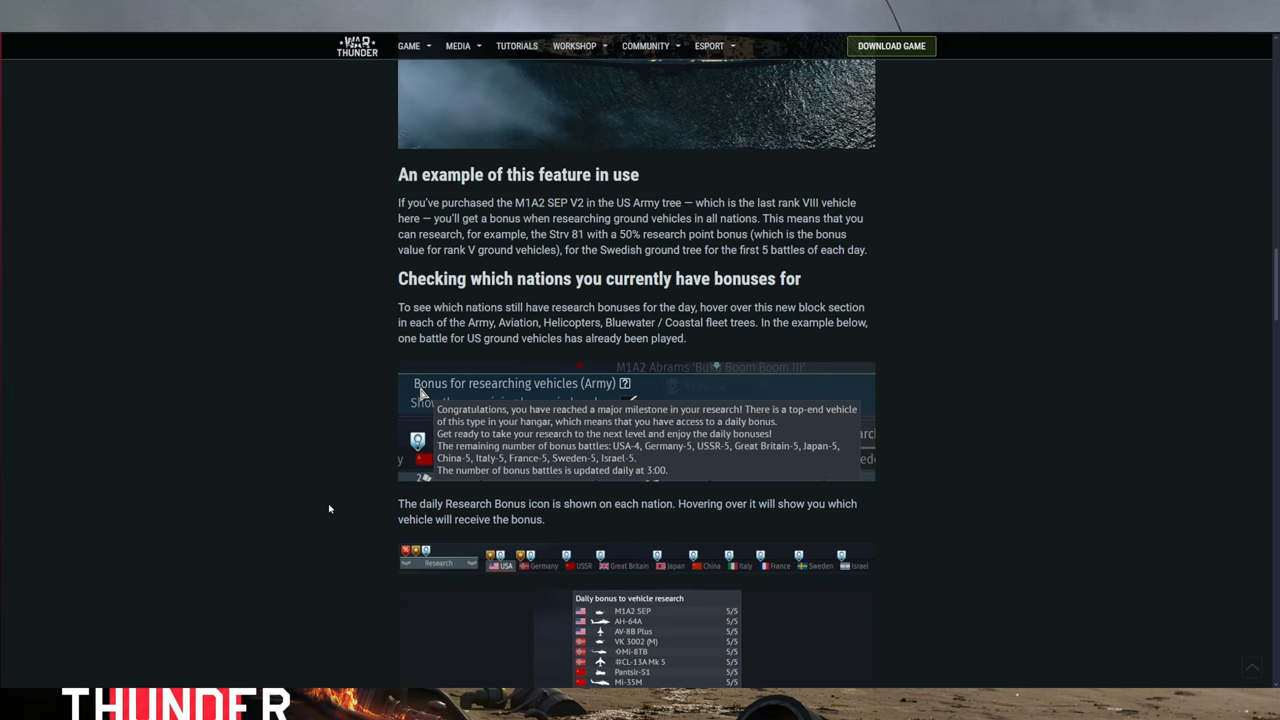 WAR
THUNDER
GAME
MEDIA
TUTORIALS
WORKSHOP
COMMUNITY
ESPORT
DOWNLOAD GAME
An example of this feature in use
If you've purchased the M1A2 SEP V2 in the US Army tree — which is the last rank VIII vehicle
here — you'll get a bonus when researching ground vehicles in all nations. This means that you
can research, for example, the Strv 81 with a 50% research point bonus (which is the bonus
value for rank V ground vehicles), for the Swedish ground tree for the first 5 battles of each day.
Checking which nations you currently have bonuses for
To see which nations still have research bonuses for the day, hover over this new block section
in each of the Army, Aviation, Helicopters, Bluewater / Coastal fleet trees. In the example below,
one battle for US ground vehicles has already been played.
M1A2 Abrams
Bonus for researching vehicles (Army) ?
Preview
Congratulations, you have reached a major milestone in your research! There is a top-end vehicle
of this type in your hangar, which means that you have access to a daily bonus.
Get ready to take your research to the next level and enjoy the daily bonuses!
The remaining number of bonus battles: USA-4, Germany-5, USSR-5, Great Britain-5, Japan-5,
China-5, Italy-5, France-5, Sweden-5, Israel-5.
The number of bonus battles is updated daily at 3:00.
The daily Research Bonus icon is shown on each nation. Hovering over it will show you which
vehicle will receive the bonus.
Research
USA
Germany
USSR
Great Britain
Japan
China
Italy
France
Sweden
Israel
Daily bonus to vehicle research
M1A2 SEP 5/5
AH-64A 5/5
AV-8B Plus 5/5
VK 3002 (M) 5/5
Mi-8TB 5/5
CL-13A Mk 5 5/5
Pantsir-S1 5/5
Mi-35M 5/5
THUNDER